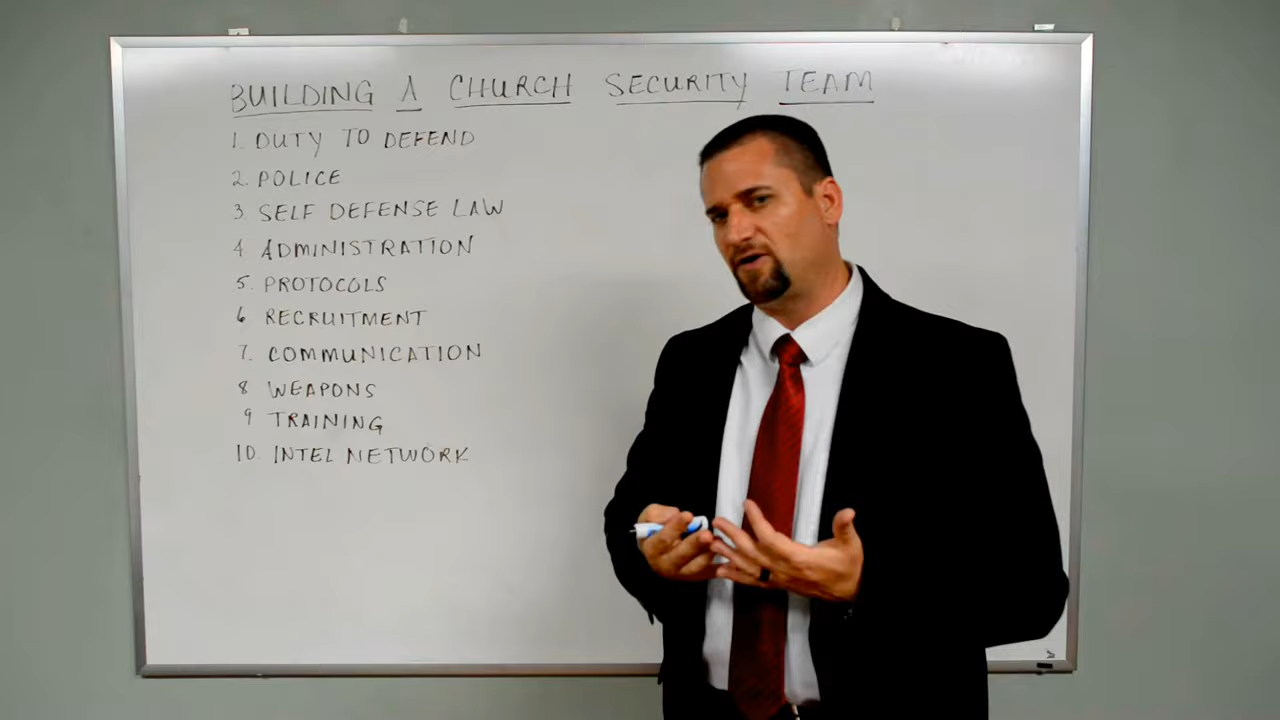 BUILDING A CHURCH SECURITY TEAM
1. DUTY TO DEFEND
2. POLICE
3. SELF DEFENSE LAW
4. ADMINISTRATION
5. PROTOCOLS
6 RECRUITMENT
7. COMMUNICATION
8 WEAPONS
9 TRAINING
10. INTEL NETWORK